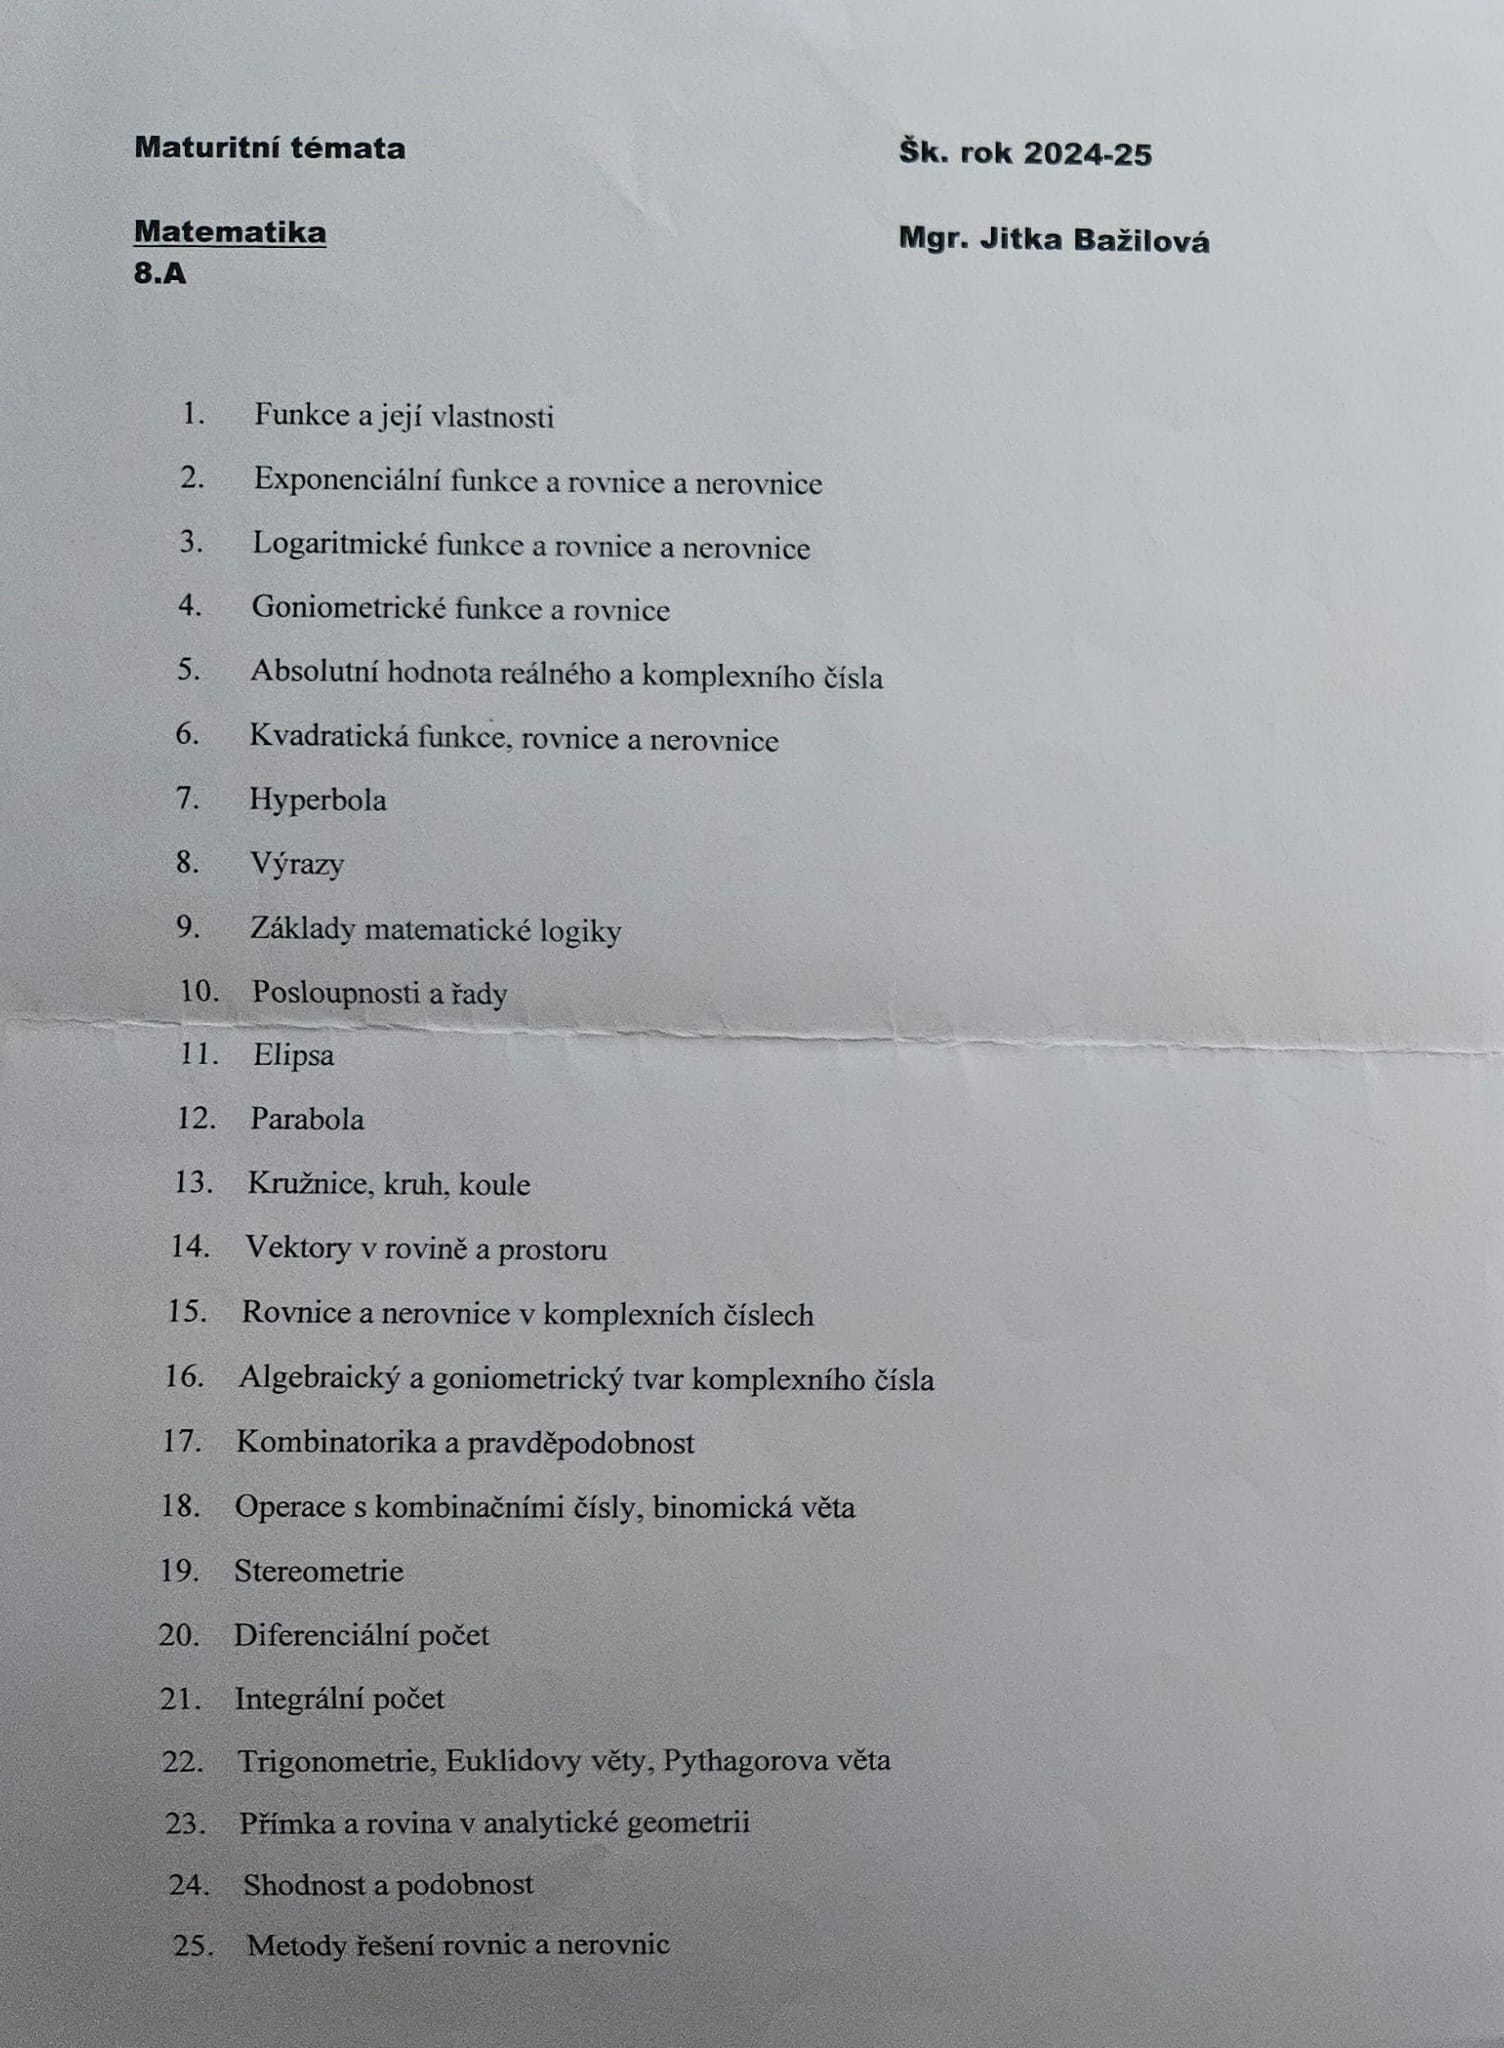 Maturitní témata
Šk. rok 2024-25
Matematika
Mgr. Jitka Bažilová
8.A
1. Funkce a její vlastnosti
2. Exponenciální funkce a rovnice a nerovnice
3. Logaritmické funkce a rovnice a nerovnice
4. Goniometrické funkce a rovnice
5. Absolutní hodnota reálného a komplexního čísla
6. Kvadratická funkce, rovnice a nerovnice
7. Hyperbola
8. Výrazy
9. Základy matematické logiky
10. Posloupnosti a řady
11. Elipsa
12. Parabola
13. Kružnice, kruh, koule
14. Vektory v rovině a prostoru
15. Rovnice a nerovnice v komplexních číslech
16. Algebraický a goniometrický tvar komplexního čísla
17. Kombinatorika a pravděpodobnost
18. Operace s kombinačními čísly, binomická věta
19. Stereometrie
20. Diferenciální počet
21. Integrální počet
22. Trigonometrie, Euklidovy věty, Pythagorova věta
23. Přímka a rovina v analytické geometrii
24. Shodnost a podobnost
25. Metody řešení rovnic a nerovnic